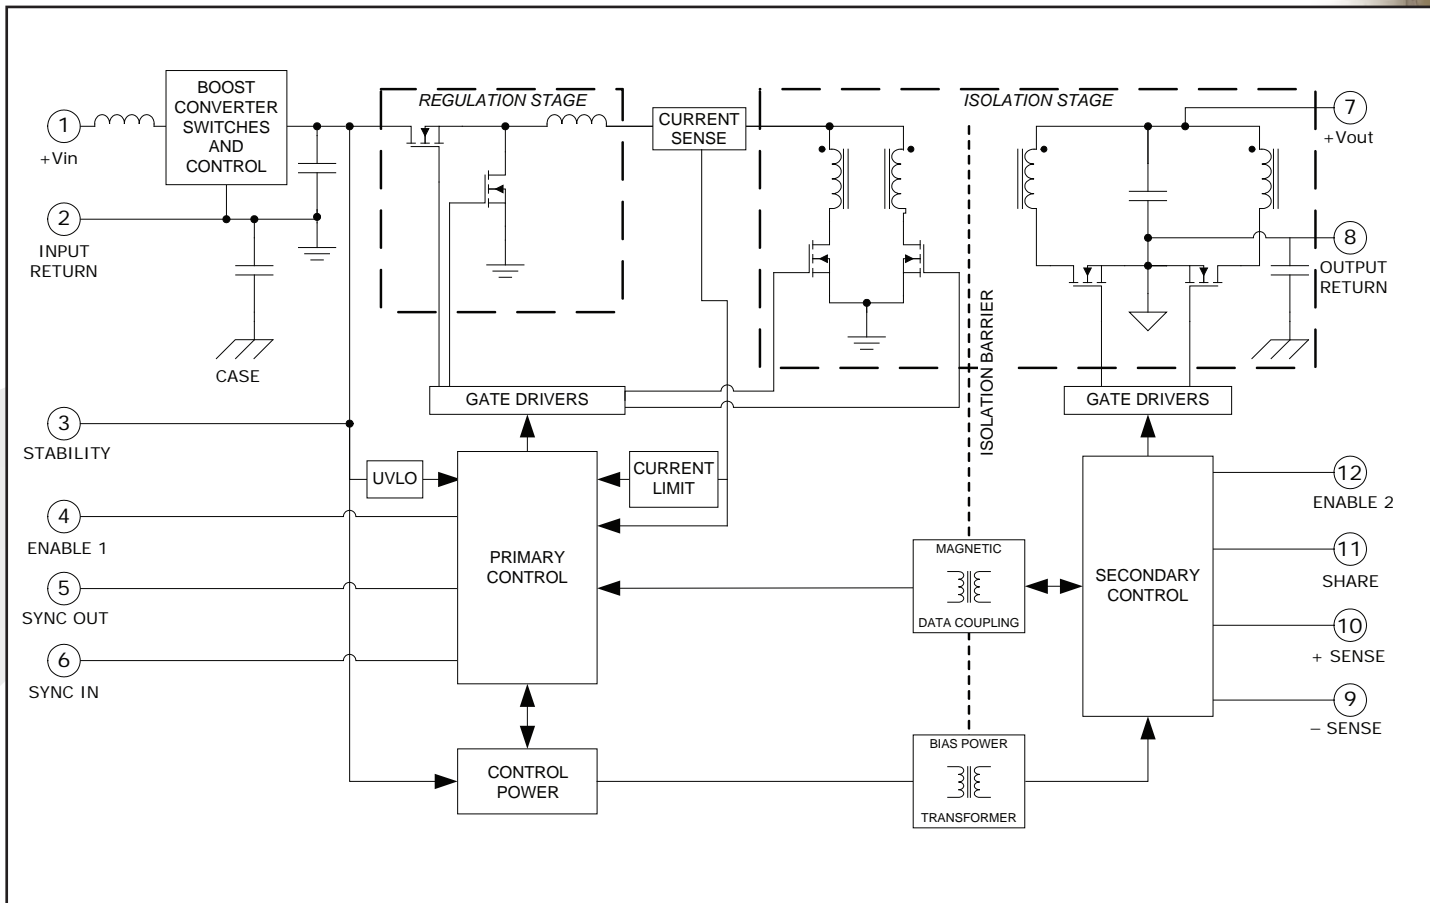 BOOST
CONVERTER
SWITCHES
AND
CONTROL
REGULATION STAGE
CURRENT
SENSE
ISOLATION STAGE
1
+Vin
2
INPUT
RETURN
CASE
7
+Vout
8
OUTPUT
RETURN
ISOLATION BARRIER
GATE DRIVERS
GATE DRIVERS
3
STABILITY
UVLO
CURRENT
LIMIT
4
ENABLE 1
5
SYNC OUT
6
SYNC IN
PRIMARY
CONTROL
MAGNETIC
DATA COUPLING
SECONDARY
CONTROL
12
ENABLE 2
11
SHARE
10
+ SENSE
9
– SENSE
CONTROL
POWER
BIAS POWER
TRANSFORMER